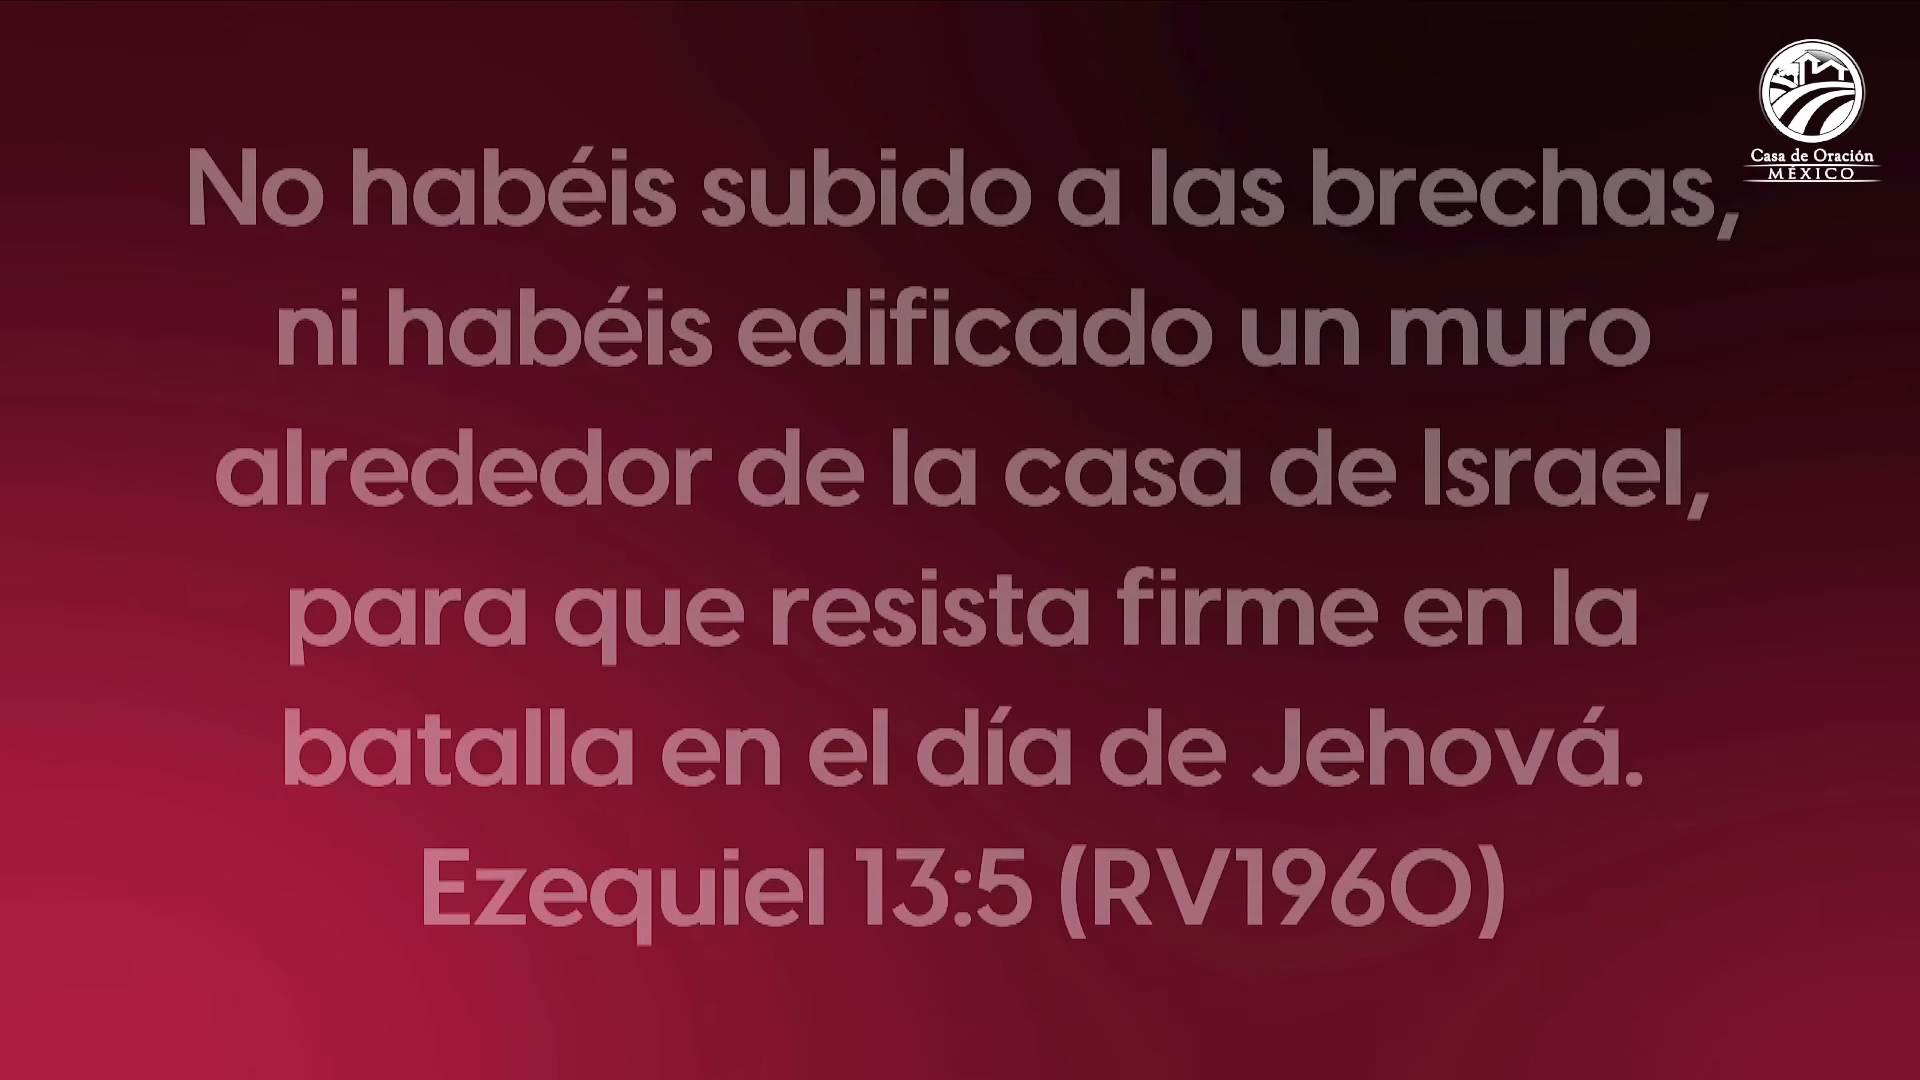 No habéis subido a las brechas,
ni habéis edificado un muro
alrededor de la casa de Israel,
para que resista firme en la
batalla en el día de Jehová.
Ezequiel 13:5 (RV1960)
Casa de Oración
MÉXICO